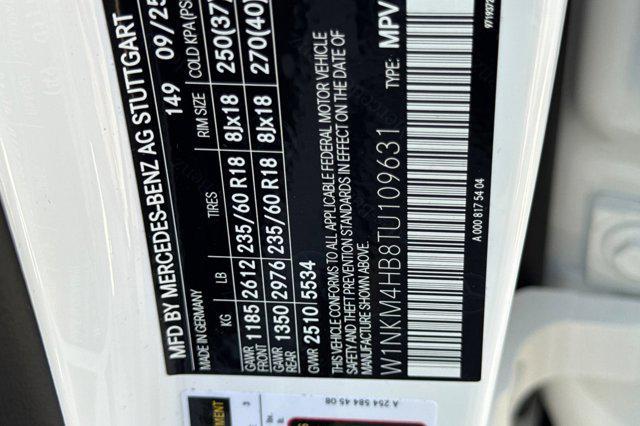 MFD BY MERCEDES-BENZ AG STUTTGART
MADE IN GERMANY 149 09/25
KG LB TIRES RIM SIZE COLD KPA(PS
GAWR FRONT 1185 2612 235/60 R18 8Jx18 250(37
GAWR REAR 1350 2976 235/60 R18 8Jx18 270(40)
GVWR 2510 5534
THIS VEHICLE CONFORMS TO ALL APPLICABLE FEDERAL MOTOR VEHICLE
SAFETY AND THEFT PREVENTION STANDARDS IN EFFECT ON THE DATE OF
MANUFACTURE SHOWN ABOVE.
W1NKM4HB8TU109631 TYPE: MPV
A 000 817 54 04
A 254 584 45 08